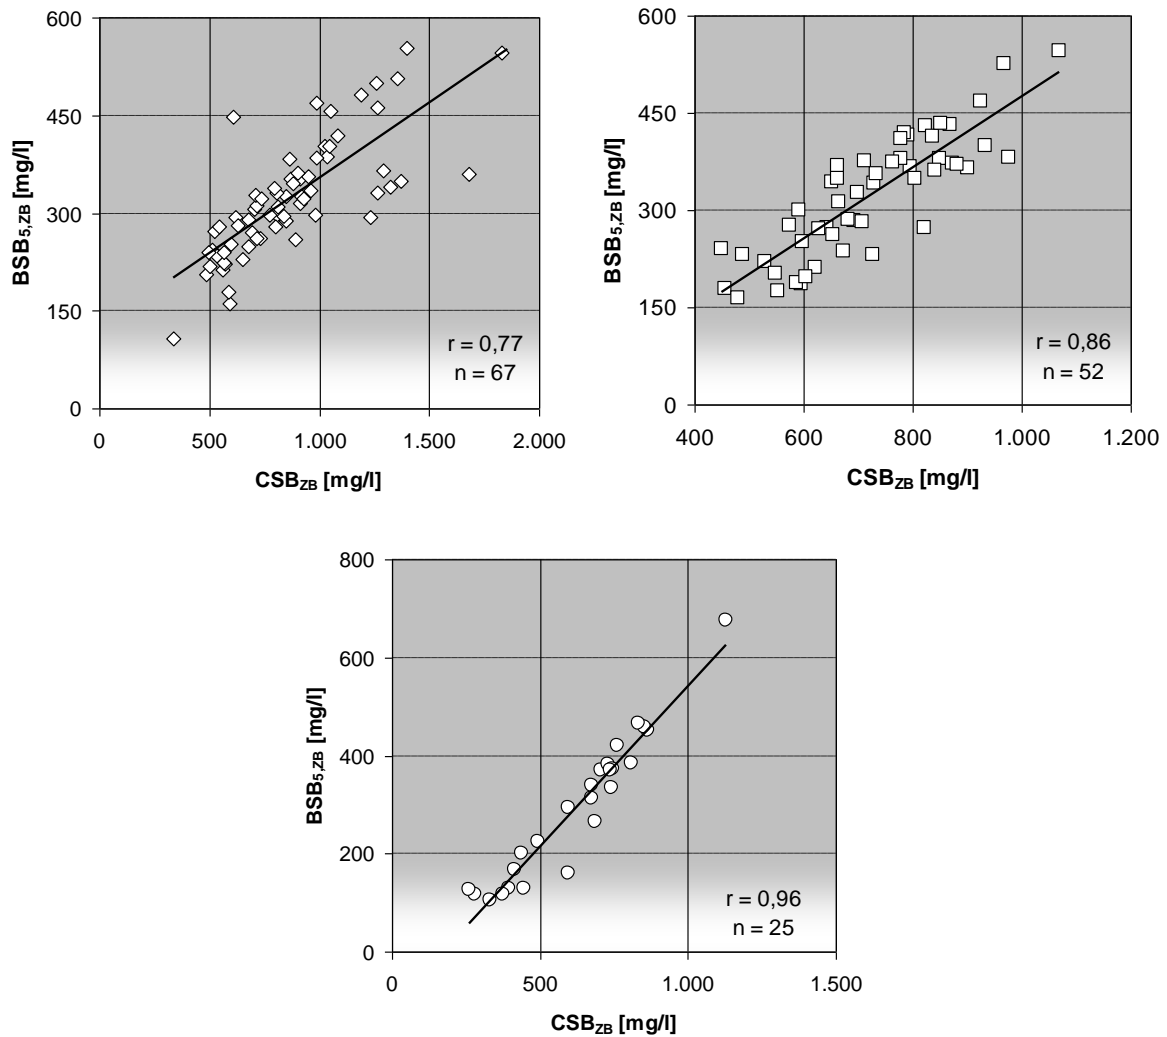 600
450
300
150
0
BSB5,ZB [mg/l]
r = 0,77
n = 67
0 500 1.000 1.500 2.000
CSBZB [mg/l]
600
450
300
150
0
BSB5,ZB [mg/l]
r = 0,86
n = 52
400 600 800 1.000 1.200
CSBZB [mg/l]
800
600
400
200
0
BSB5,ZB [mg/l]
r = 0,96
n = 25
0 500 1.000 1.500
CSBZB [mg/l]